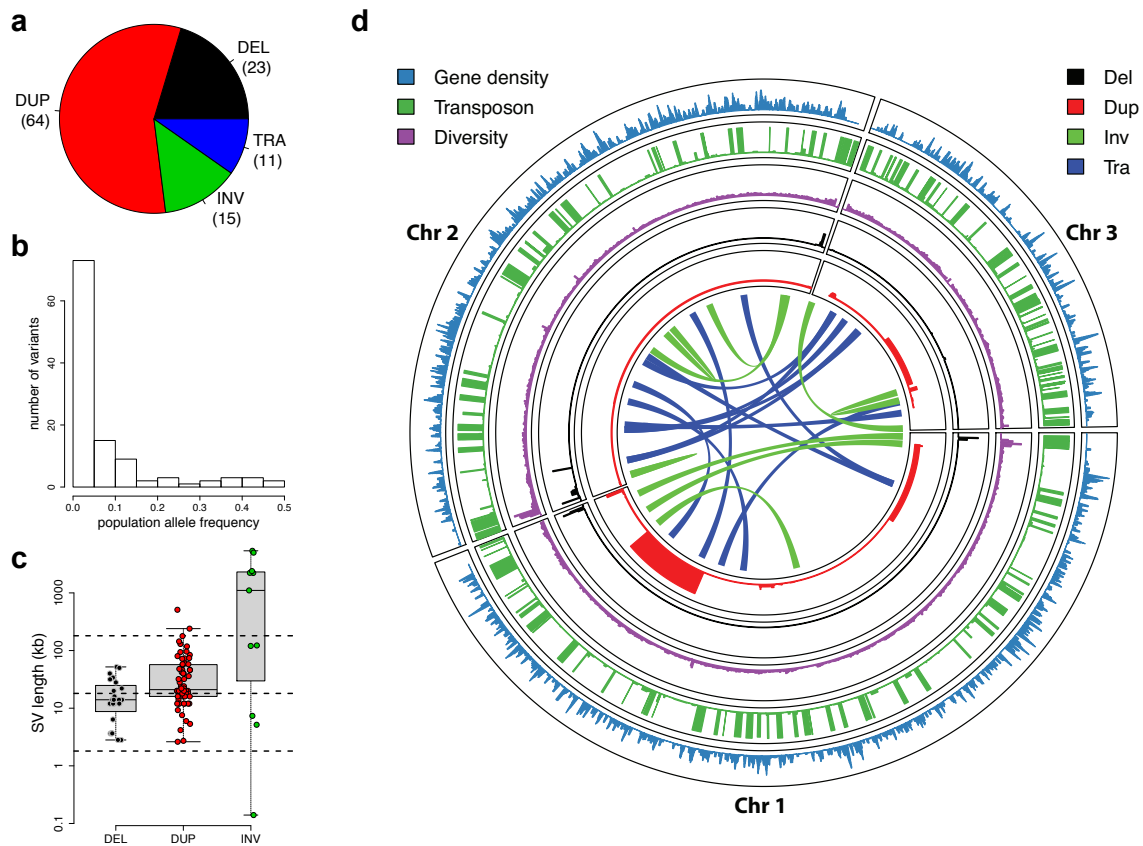 a
DEL
(23)
DUP
(64)
TRA
(11)
INV
(15)
b
number of variants
0
20
40
60
0.0 0.1 0.2 0.3 0.4 0.5
population allele frequency
c
SV length (kb)
1000
100
10
1
0.1
DEL DUP INV
d
Gene density
Transposon
Diversity
Del
Dup
Inv
Tra
Chr 2
Chr 3
Chr 1